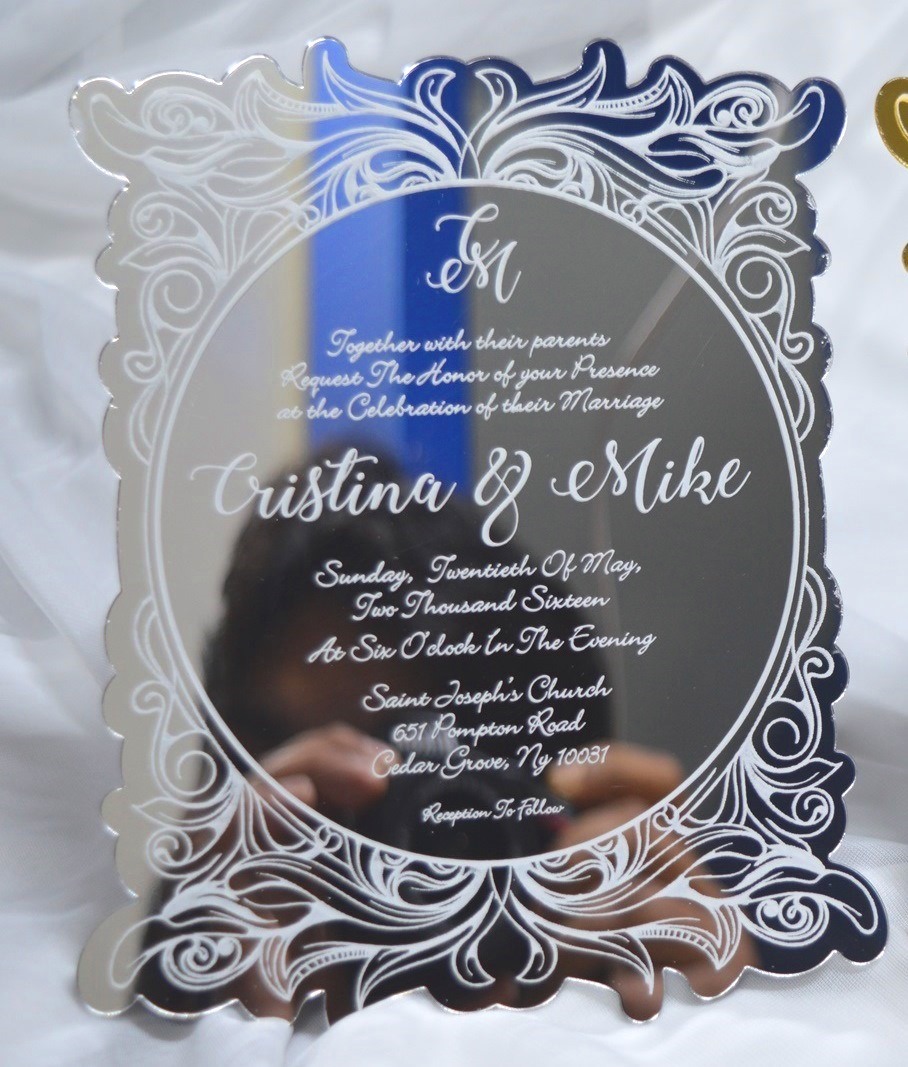 CM
Together with their parents
Request The Honor of your Presence
at the Celebration of their Marriage
Cristina & Mike
Sunday, Twentieth Of May,
Two Thousand Sixteen
At Six O'clock In The Evening
Saint Joseph's Church
651 Pompton Road
Cedar Grove, Ny 10031
Reception To Follow